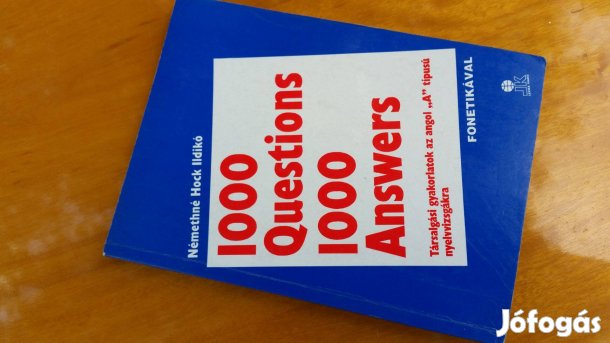 Némethné Hock Ildikó
1000
Questions
1000
Answers
Társalgási gyakorlatok az angol „A” típusú
nyelvvizsgákra
FONETIKÁVAL
Jófogás